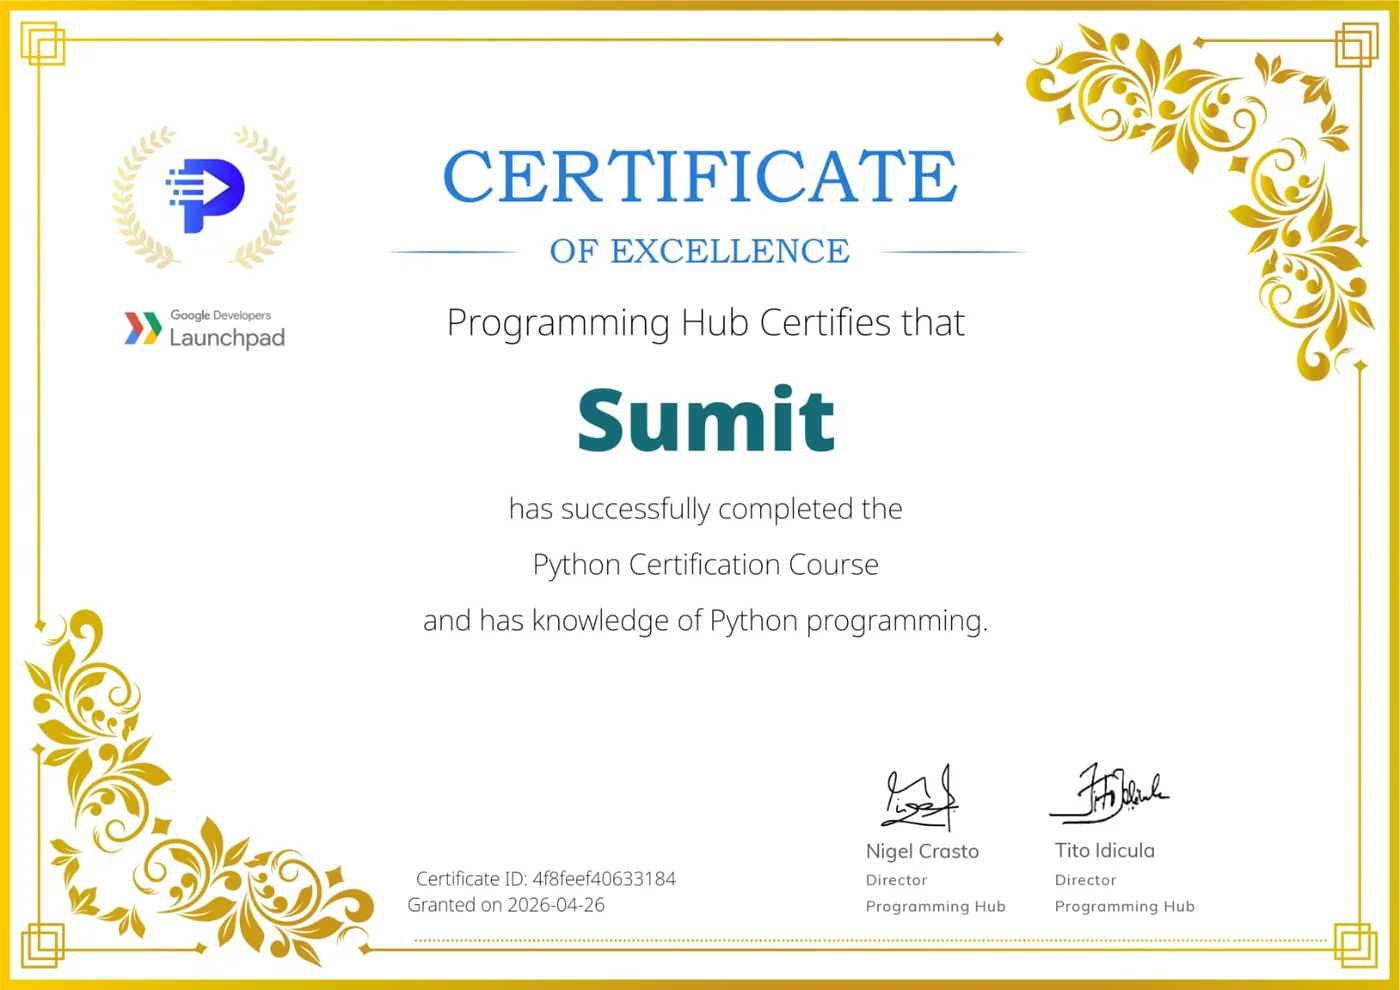 CERTIFICATE
OF EXCELLENCE
Google Developers
Launchpad
Programming Hub Certifies that
Sumit
has successfully completed the
Python Certification Course
and has knowledge of Python programming.
Nigel Crasto
Director
Programming Hub
Tito Idicula
Director
Programming Hub
Certificate ID: 4f8feef40633184
Granted on 2026-04-26